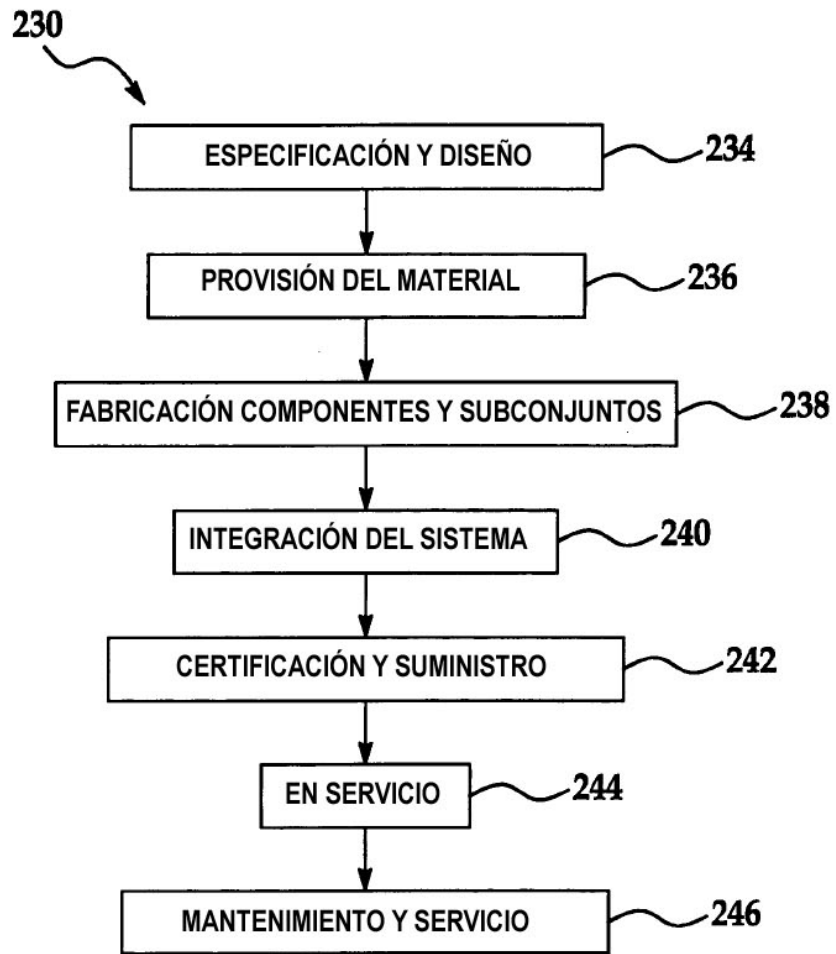 230
ESPECIFICACIÓN Y DISEÑO 234
PROVISIÓN DEL MATERIAL 236
FABRICACIÓN COMPONENTES Y SUBCONJUNTOS 238
INTEGRACIÓN DEL SISTEMA 240
CERTIFICACIÓN Y SUMINISTRO 242
EN SERVICIO 244
MANTENIMIENTO Y SERVICIO 246